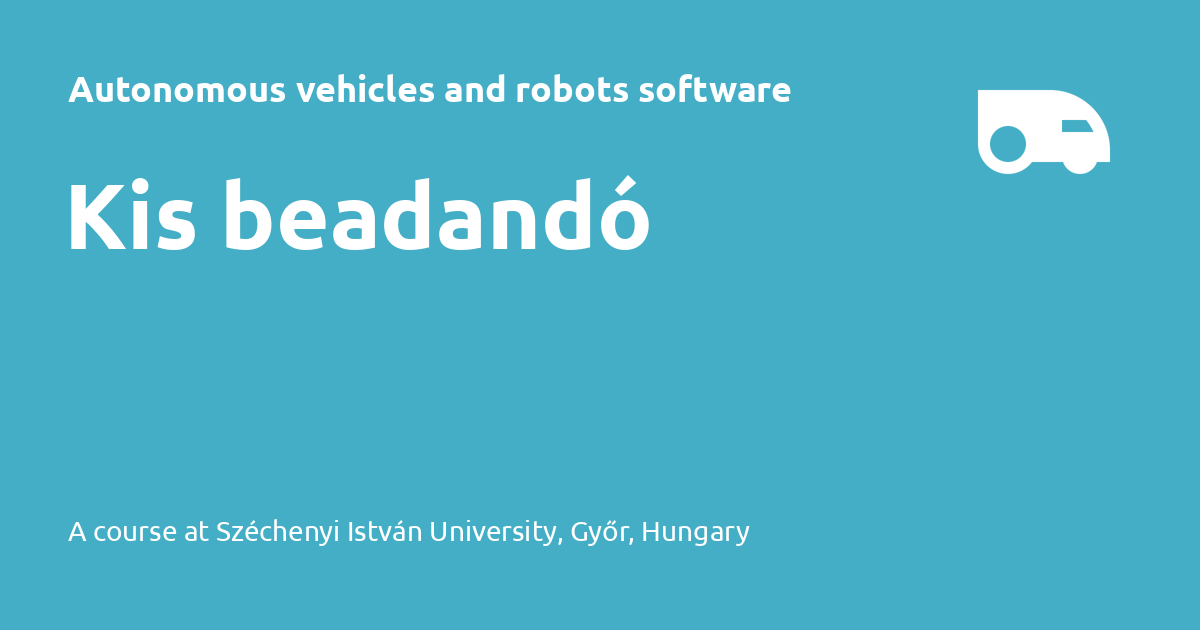 Autonomous vehicles and robots software
Kis beadandó
A course at Széchenyi István University, Győr, Hungary